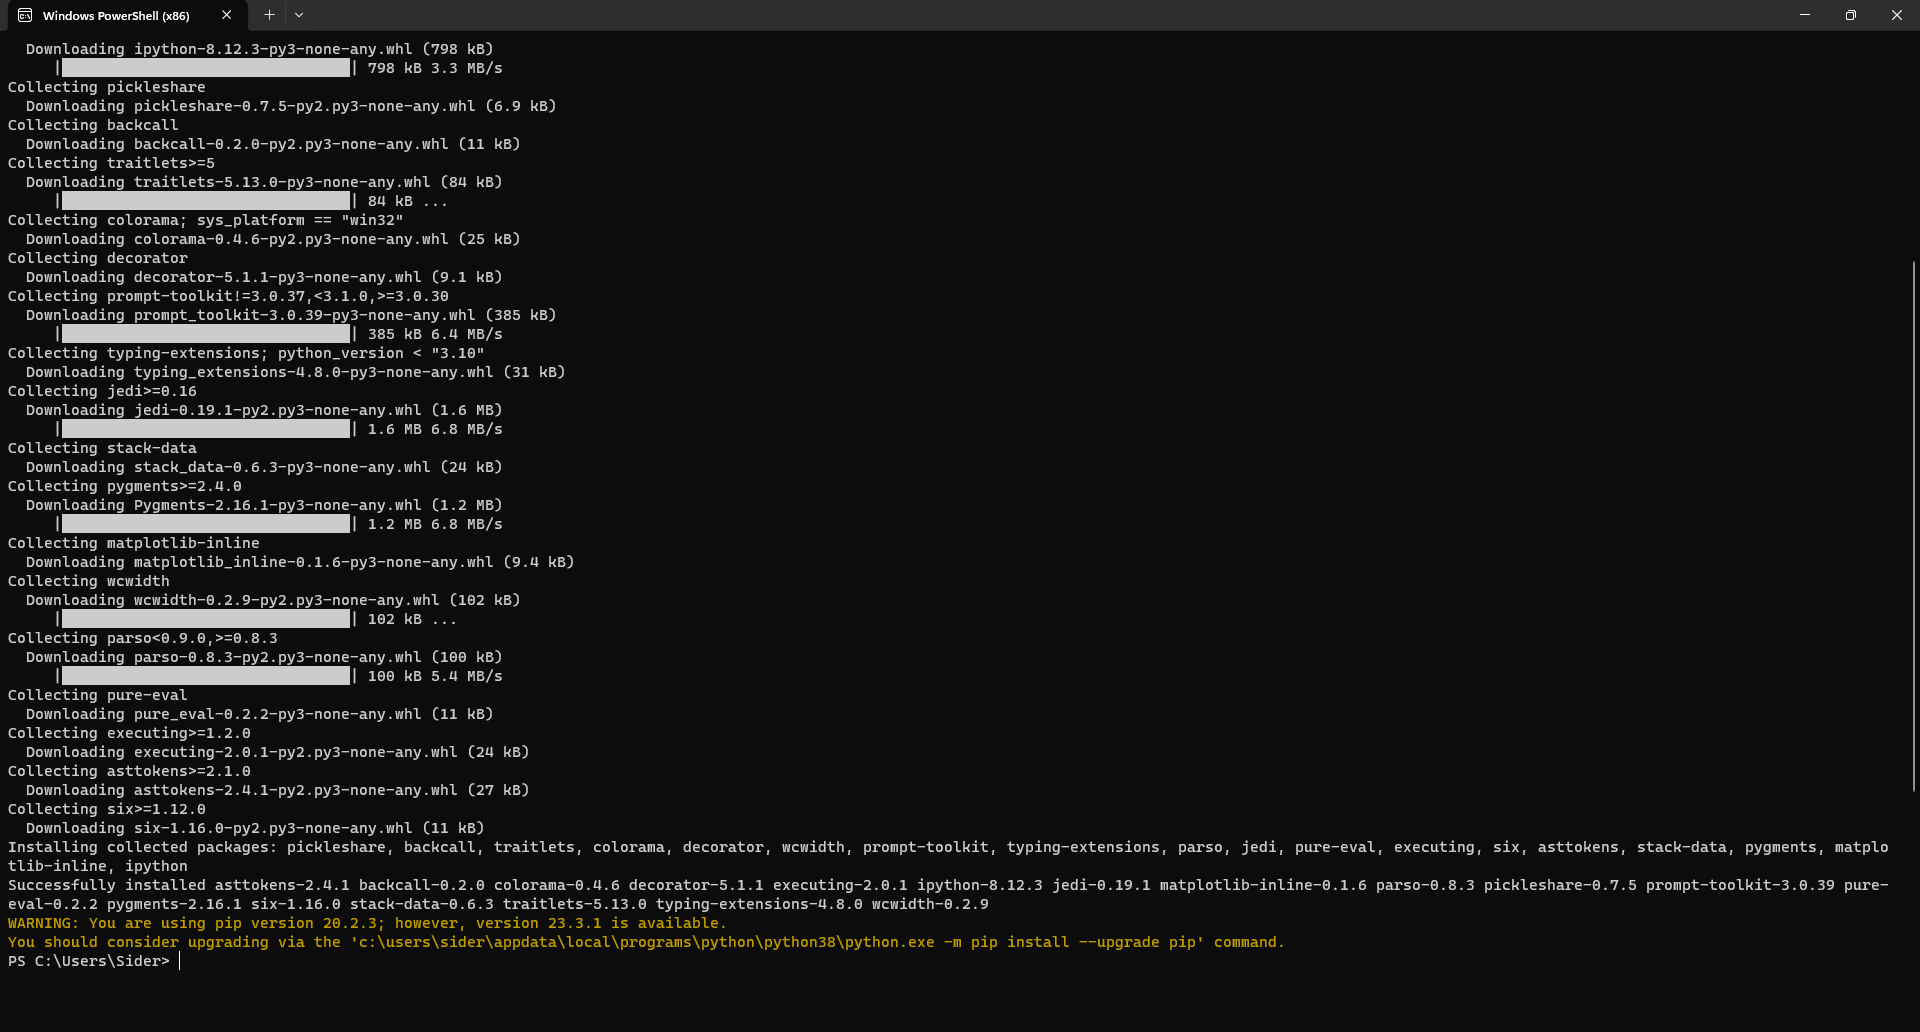 Windows PowerShell (x86)
  Downloading ipython-8.12.3-py3-none-any.whl (798 kB)
     || 798 kB 3.3 MB/s
Collecting pickleshare
  Downloading pickleshare-0.7.5-py2.py3-none-any.whl (6.9 kB)
Collecting backcall
  Downloading backcall-0.2.0-py2.py3-none-any.whl (11 kB)
Collecting traitlets>=5
  Downloading traitlets-5.13.0-py3-none-any.whl (84 kB)
     || 84 kB ...
Collecting colorama; sys_platform == "win32"
  Downloading colorama-0.4.6-py2.py3-none-any.whl (25 kB)
Collecting decorator
  Downloading decorator-5.1.1-py3-none-any.whl (9.1 kB)
Collecting prompt-toolkit!=3.0.37,<3.1.0,>=3.0.30
  Downloading prompt_toolkit-3.0.39-py3-none-any.whl (385 kB)
     || 385 kB 6.4 MB/s
Collecting typing-extensions; python_version < "3.10"
  Downloading typing_extensions-4.8.0-py3-none-any.whl (31 kB)
Collecting jedi>=0.16
  Downloading jedi-0.19.1-py2.py3-none-any.whl (1.6 MB)
     || 1.6 MB 6.8 MB/s
Collecting stack-data
  Downloading stack_data-0.6.3-py3-none-any.whl (24 kB)
Collecting pygments>=2.4.0
  Downloading Pygments-2.16.1-py3-none-any.whl (1.2 MB)
     || 1.2 MB 6.8 MB/s
Collecting matplotlib-inline
  Downloading matplotlib_inline-0.1.6-py3-none-any.whl (9.4 kB)
Collecting wcwidth
  Downloading wcwidth-0.2.9-py2.py3-none-any.whl (102 kB)
     || 102 kB ...
Collecting parso<0.9.0,>=0.8.3
  Downloading parso-0.8.3-py2.py3-none-any.whl (100 kB)
     || 100 kB 5.4 MB/s
Collecting pure-eval
  Downloading pure_eval-0.2.2-py3-none-any.whl (11 kB)
Collecting executing>=1.2.0
  Downloading executing-2.0.1-py2.py3-none-any.whl (24 kB)
Collecting asttokens>=2.1.0
  Downloading asttokens-2.4.1-py2.py3-none-any.whl (27 kB)
Collecting six>=1.12.0
  Downloading six-1.16.0-py2.py3-none-any.whl (11 kB)
Installing collected packages: pickleshare, backcall, traitlets, colorama, decorator, wcwidth, prompt-toolkit, typing-extensions, parso, jedi, pure-eval, executing, six, asttokens, stack-data, pygments, matplo
tlib-inline, ipython
Successfully installed asttokens-2.4.1 backcall-0.2.0 colorama-0.4.6 decorator-5.1.1 executing-2.0.1 ipython-8.12.3 jedi-0.19.1 matplotlib-inline-0.1.6 parso-0.8.3 pickleshare-0.7.5 prompt-toolkit-3.0.39 pure-
eval-0.2.2 pygments-2.16.1 six-1.16.0 stack-data-0.6.3 traitlets-5.13.0 typing-extensions-4.8.0 wcwidth-0.2.9
WARNING: You are using pip version 20.2.3; however, version 23.3.1 is available.
You should consider upgrading via the 'c:\users\sider\appdata\local\programs\python\python38\python.exe -m pip install --upgrade pip' command.
PS C:\Users\Sider>